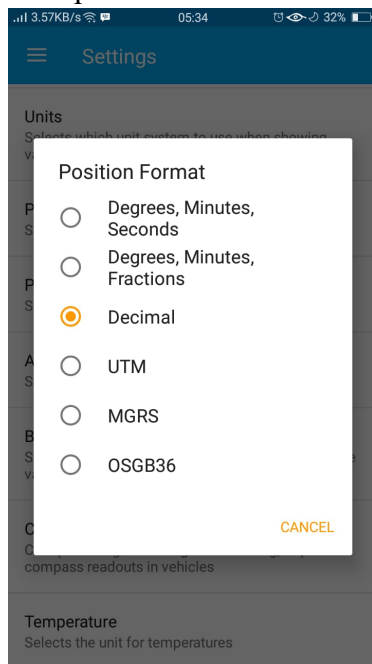 3.57KB/s 05:34 32%
Settings
Units
Selects which unit system to use when showing
Position Format
Degrees, Minutes,
Seconds
Degrees, Minutes,
Fractions
Decimal
UTM
MGRS
OSGB36
CANCEL
compass readouts in vehicles
Temperature
Selects the unit for temperatures